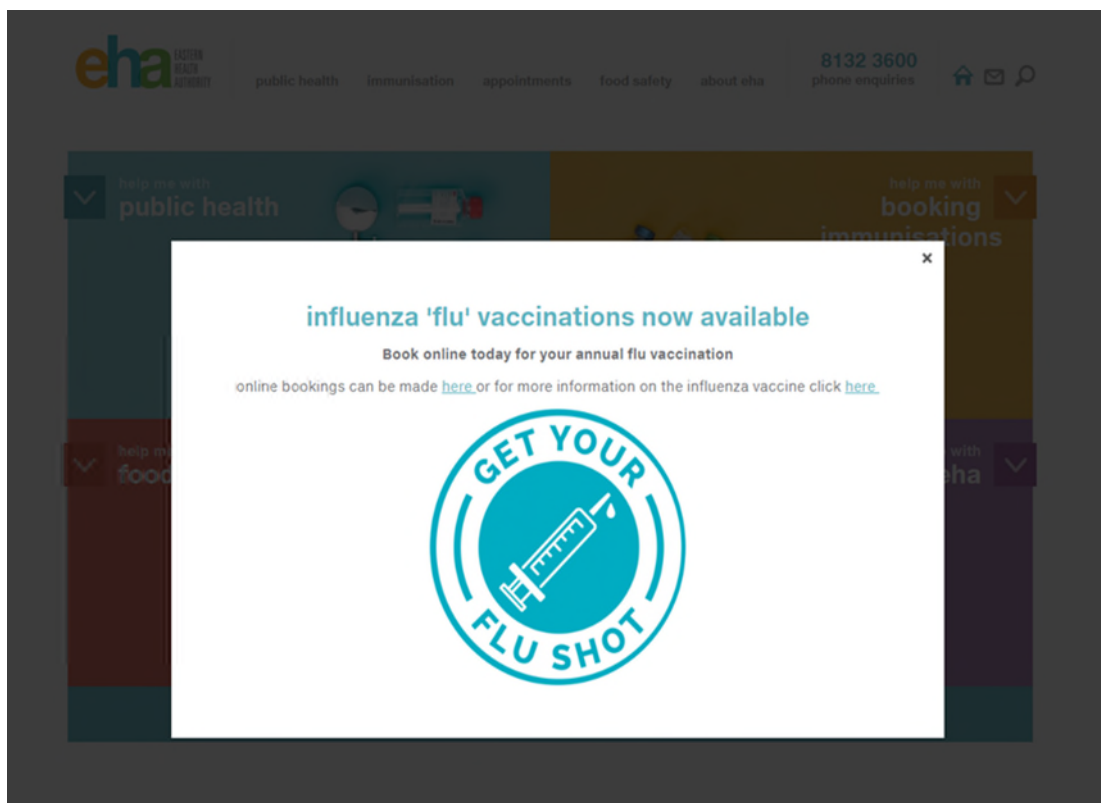 eha EASTERN
HEALTH
AUTHORITY
public health immunisation appointments food safety about eha
8132 3600
phone enquiries
help me with
public health
help me with
booking
immunisations
×
influenza 'flu' vaccinations now available
Book online today for your annual flu vaccination
online bookings can be made here or for more information on the influenza vaccine click here
GET YOUR
FLU SHOT
help m
food
with
eha